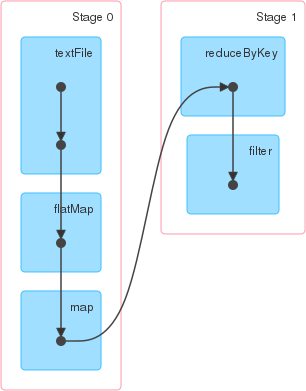 Stage 0
textFile
flatMap
map
Stage 1
reduceByKey
filter